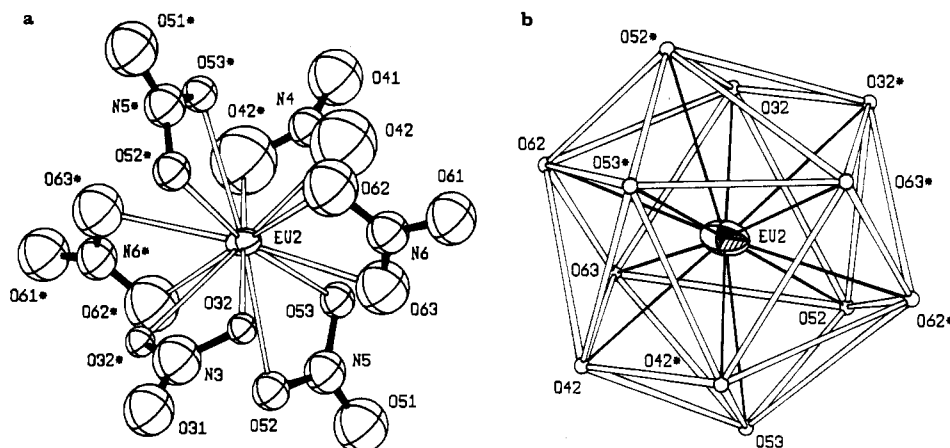 a
O51*
O53*
N5*
O42*
N4
O41
O42
O52*
O63*
O62
O61
EU2
N6*
N6
O61*
O32
O53
O63
O62*
O32*
N3
N5
O31
O52
O51
b
O52*
O32*
O32
O62
O53*
O63*
EU2
O63
O52
O62*
O42*
O42
O53